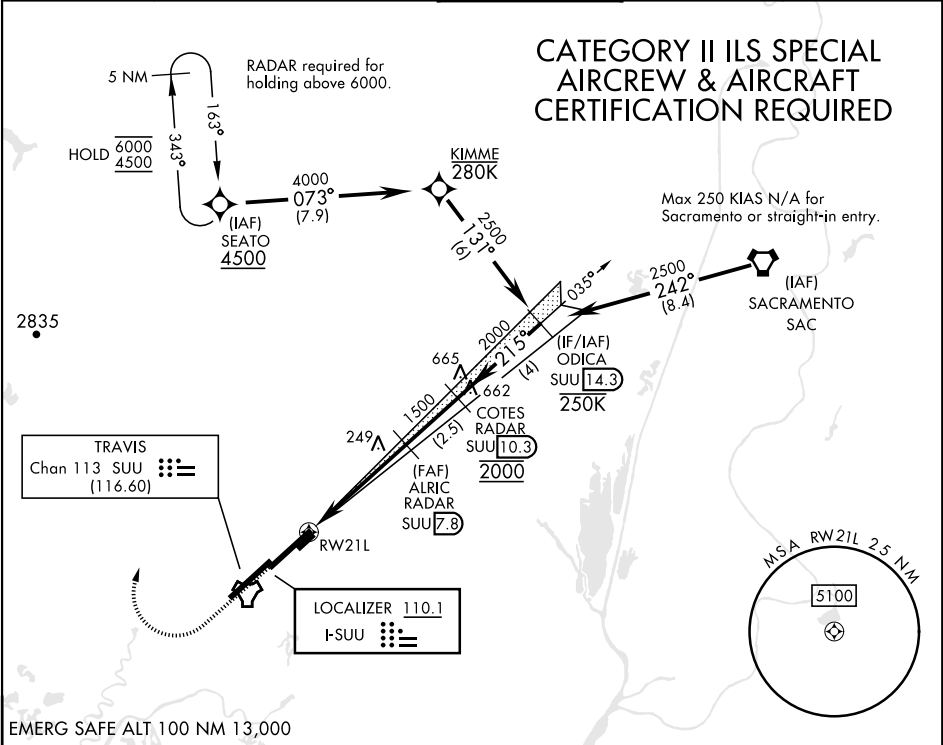 CATEGORY II ILS SPECIAL
AIRCREW & AIRCRAFT
CERTIFICATION REQUIRED
RADAR required for
holding above 6000.
5 NM
163°
343°
HOLD
6000
4500
(IAF)
SEATO
4500
4000
073°
(7.9)
KIMME
280K
2500
131°
(6)
Max 250 KIAS N/A for
Sacramento or straight-in entry.
2500
242°
(8.4)
(IAF)
SACRAMENTO
SAC
035°
2835
2000
215°
(4)
(IF/IAF)
ODICA
SUU 14.3
250K
665
662
1500
(2.5)
COTES
RADAR
SUU 10.3
2000
249
(FAF)
ALRIC
RADAR
SUU 7.8
TRAVIS
Chan 113 SUU
(116.60)
RW21L
LOCALIZER 110.1
I-SUU
MSA RW21L 25 NM
5100
EMERG SAFE ALT 100 NM 13,000